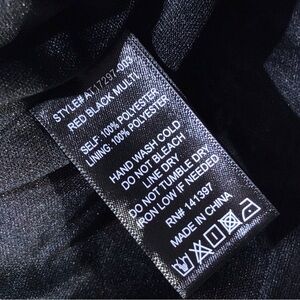 STYLE#AT17297-003
RED BLACK MULTI
SELF: 100% POLYESTER
LINING: 100% POLYESTER
HAND WASH COLD
DO NOT BLEACH
LINE DRY
DO NOT TUMBLE DRY
IRON LOW IF NEEDED
RN# 141397
MADE IN CHINA